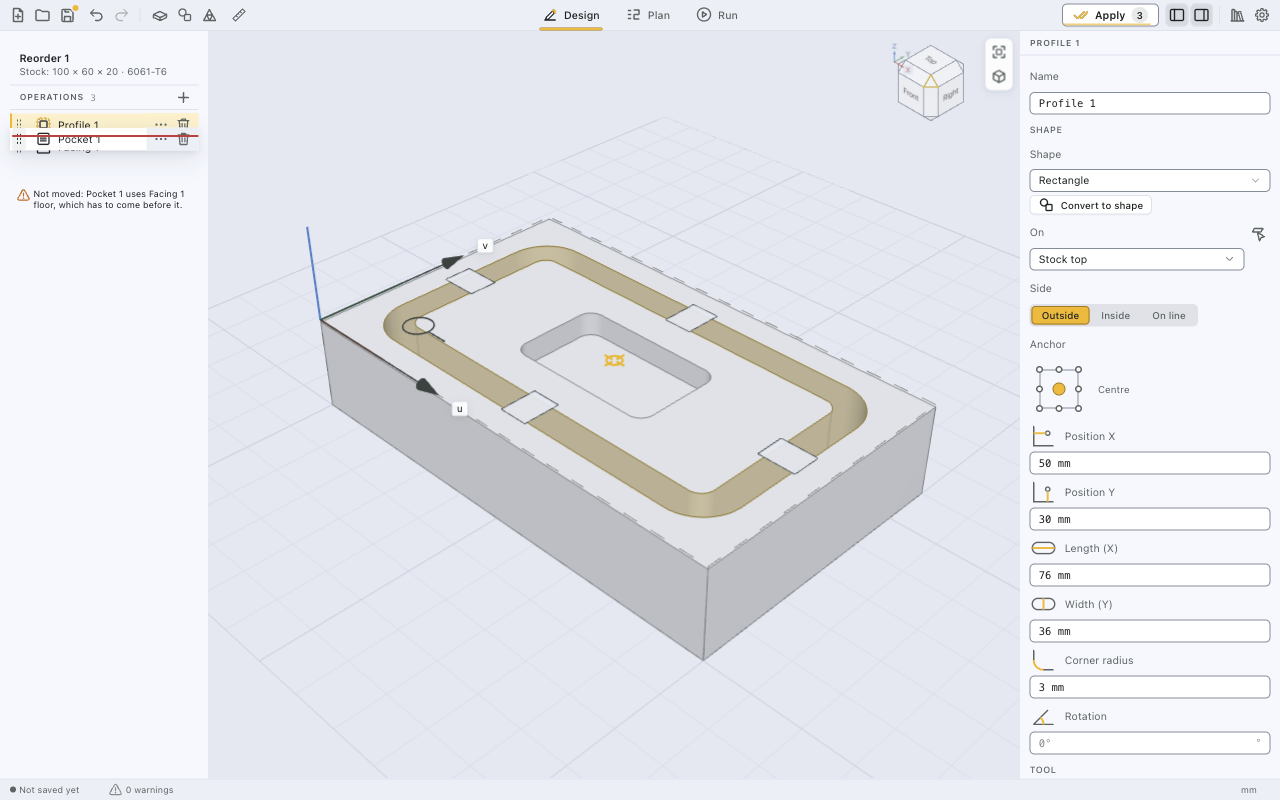 Design
Plan
Run
Apply 3
Reorder 1
Stock: 100 × 60 × 20 · 6061-T6
OPERATIONS 3
Profile 1
Pocket 1
Not moved: Pocket 1 uses Facing 1
floor, which has to come before it.
Z
Top
Front
Right
v
u
PROFILE 1
Name
Profile 1
SHAPE
Shape
Rectangle
Convert to shape
On
Stock top
Side
Outside
Inside
On line
Anchor
Centre
Position X
50 mm
Position Y
30 mm
Length (X)
76 mm
Width (Y)
36 mm
Corner radius
3 mm
Rotation
0° °
TOOL
Not saved yet
0 warnings
mm